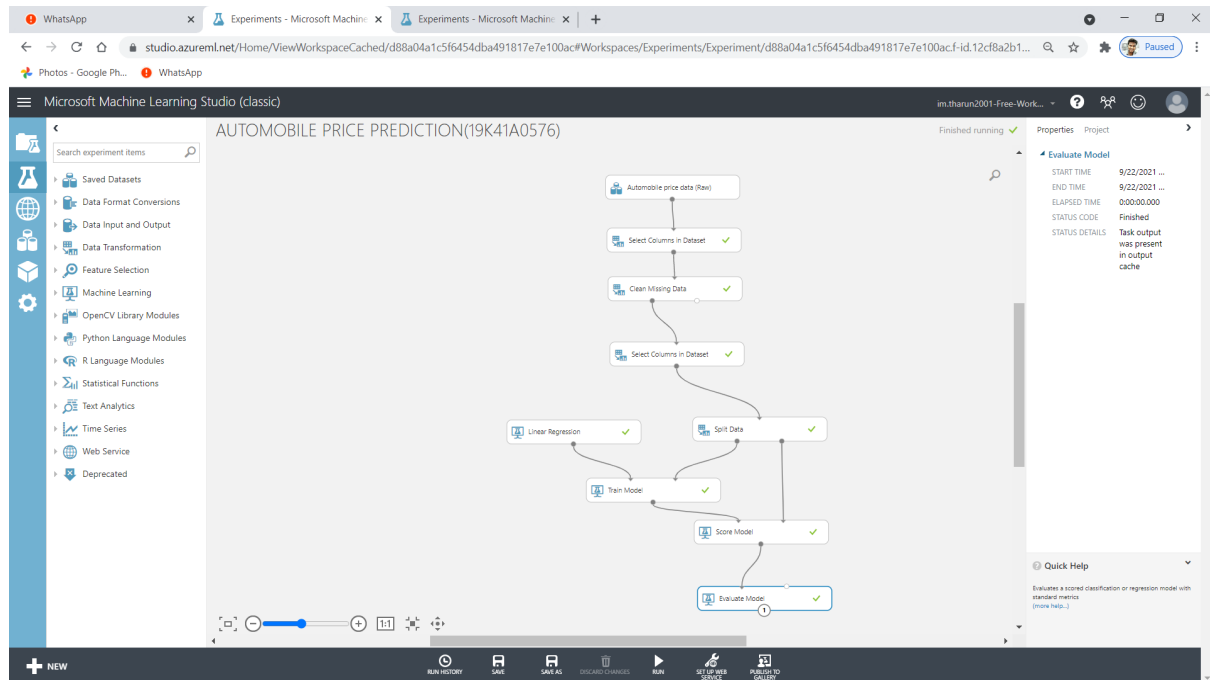 WhatsApp
Experiments - Microsoft Machine
Experiments - Microsoft Machine
studio.azureml.net/Home/ViewWorkspaceCached/d88a04a1c5f6454dba491817e7e100ac#Workspaces/Experiments/Experiment/d88a04a1c5f6454dba491817e7e100ac.f-id.12cf8a2b1...
Paused
Photos - Google Ph...
WhatsApp
Microsoft Machine Learning Studio (classic)
im.tharun2001-Free-Work...
AUTOMOBILE PRICE PREDICTION(19K41A0576)
Finished running
Search experiment items
Saved Datasets
Data Format Conversions
Data Input and Output
Data Transformation
Feature Selection
Machine Learning
OpenCV Library Modules
Python Language Modules
R Language Modules
Statistical Functions
Text Analytics
Time Series
Web Service
Deprecated
Automobile price data (Raw)
Select Columns in Dataset
Clean Missing Data
Select Columns in Dataset
Linear Regression
Split Data
Train Model
Score Model
Evaluate Model
1
1:1
Properties Project
Evaluate Model
START TIME 9/22/2021 ...
END TIME 9/22/2021 ...
ELAPSED TIME 0:00:00.000
STATUS CODE Finished
STATUS DETAILS Task output
was present
in output
cache
Quick Help
Evaluates a scored classification or regression model with
standard metrics
(more help...)
NEW
RUN HISTORY
SAVE
SAVE AS
DISCARD CHANGES
RUN
SET UP WEB
SERVICE
PUBLISH TO
GALLERY